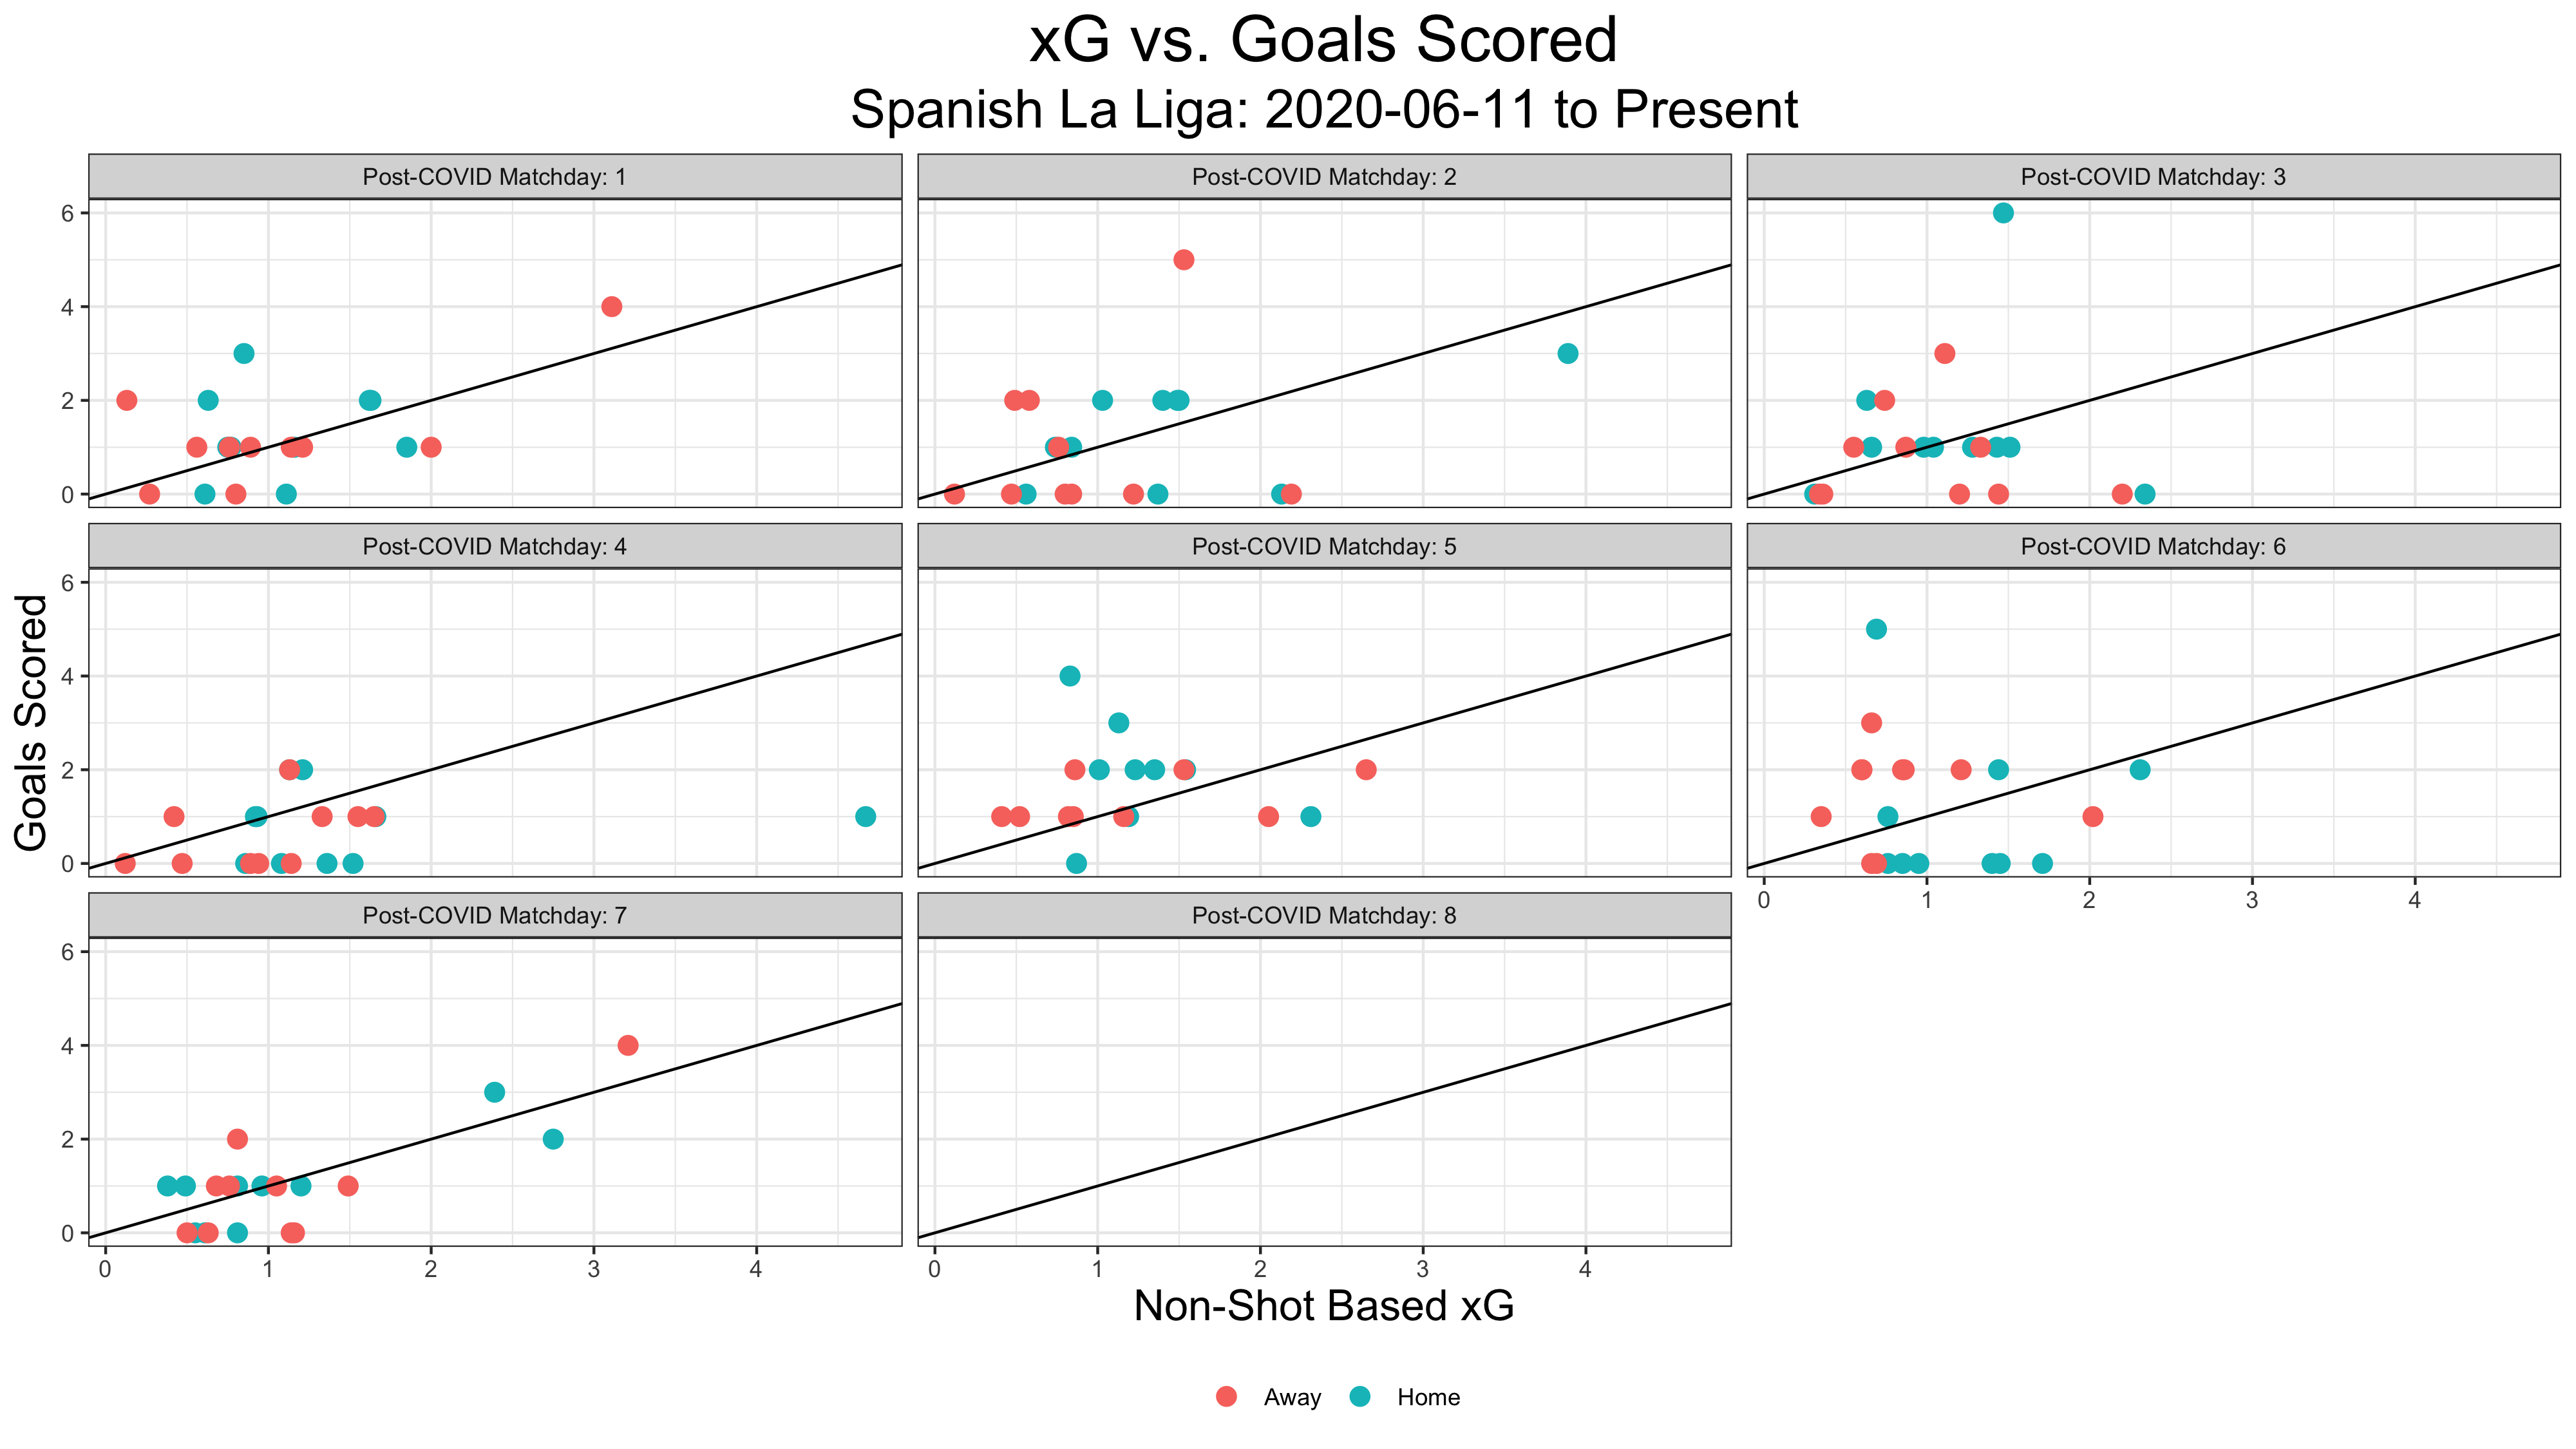 xG vs. Goals Scored
Spanish La Liga: 2020-06-11 to Present
Post-COVID Matchday: 1
Post-COVID Matchday: 2
Post-COVID Matchday: 3
6
4
2
0
Post-COVID Matchday: 4
Post-COVID Matchday: 5
Post-COVID Matchday: 6
6
4
2
0
0 1 2 3 4
Goals Scored
Post-COVID Matchday: 7
Post-COVID Matchday: 8
6
4
2
0
0 1 2 3 4
0 1 2 3 4
Non-Shot Based xG
Away
Home